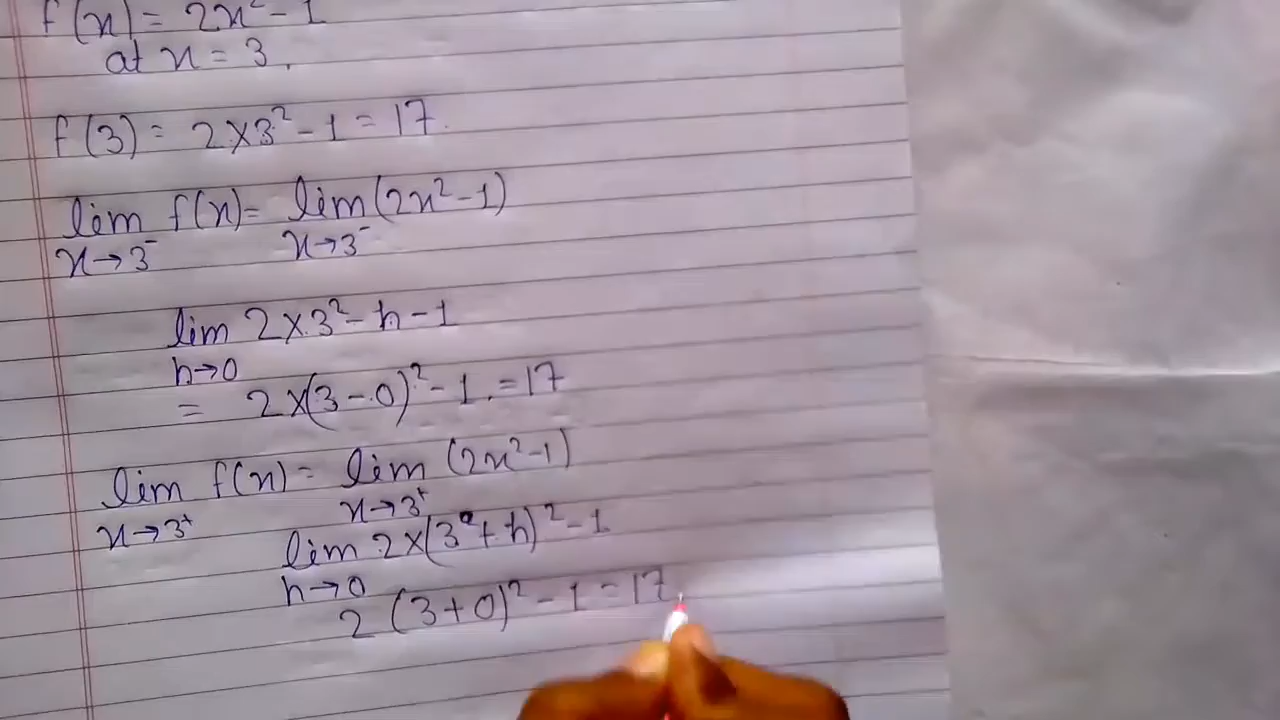 f(x) = 2x² - 1
at x = 3.
f(3) = 2×3² - 1 = 17.
lim f(x) = lim (2x² - 1)
x→3⁻ x→3⁻
lim 2×3² - h - 1
h→0
= 2×(3 - 0)² - 1. = 17
lim f(x) = lim (2x² - 1)
x→3⁺ x→3⁺
lim 2×(3 + h)² - 1
h→0
2 (3 + 0)² - 1 = 17